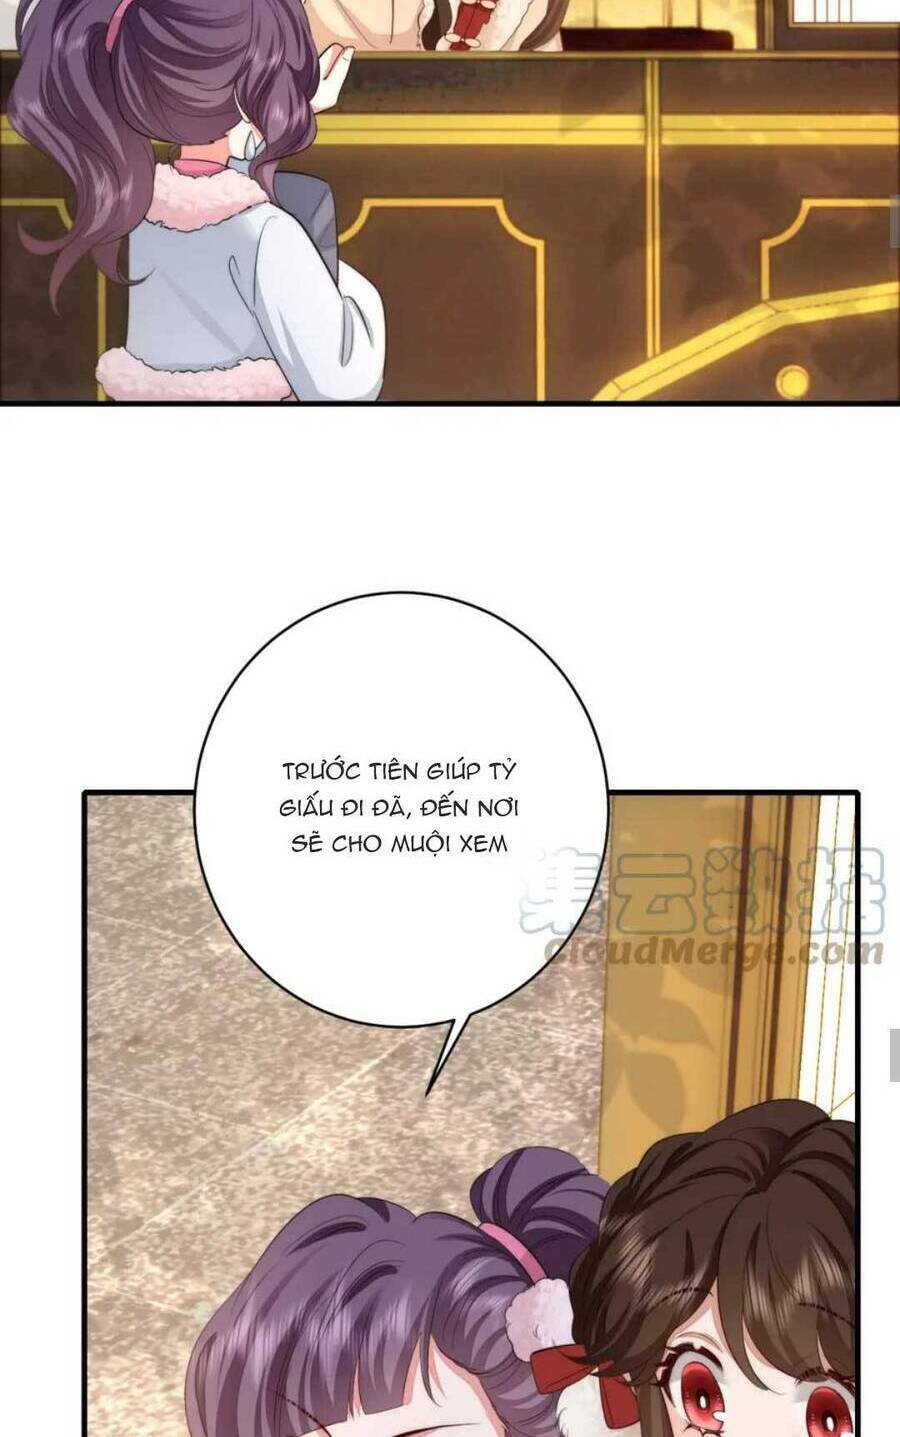 TRƯỚC TIÊN GIÚP TỶ
GIẤU ĐI ĐÃ, ĐẾN NƠI
SẼ CHO MUỘI XEM
集云数据
CloudMerge.com